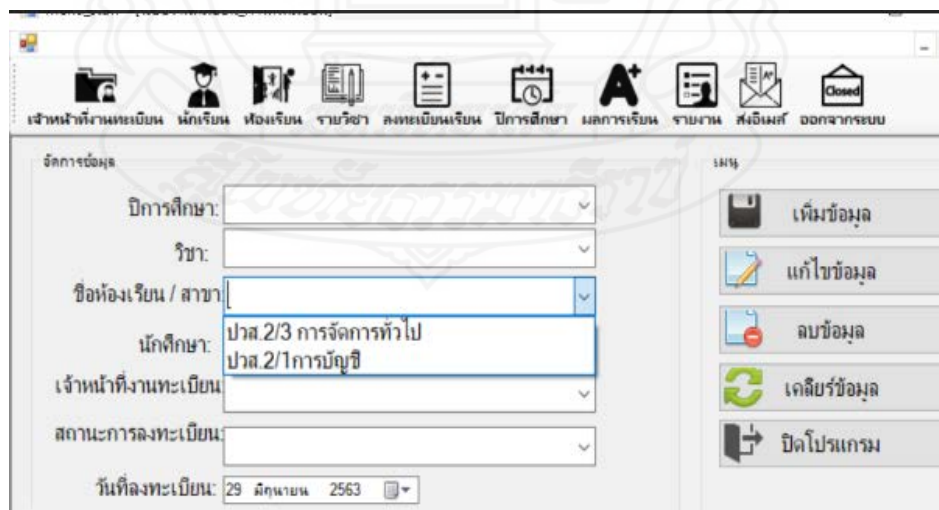 เจ้าหน้าที่งานทะเบียน นักเรียน ห้องเรียน รายวิชา ลงทะเบียนเรียน ปีการศึกษา ผลการเรียน รายงาน ส่งอีเมล์ ออกจากระบบ
Closed
จัดการข้อมูล
ปีการศึกษา:
วิชา:
ชื่อห้องเรียน / สาขา
ปวส.2/3 การจัดการทั่วไป
ปวส.2/1การบัญชี
นักศึกษา:
เจ้าหน้าที่งานทะเบียน
สถานะการลงทะเบียน:
วันที่ลงทะเบียน: 29 มิถุนายน 2563
เมนู
เพิ่มข้อมูล
แก้ไขข้อมูล
ลบข้อมูล
เคลียร์ข้อมูล
ปิดโปรแกรม